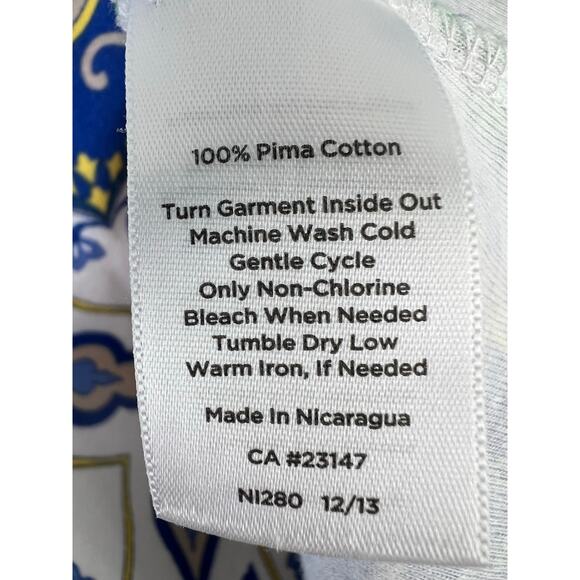 100% Pima Cotton
Turn Garment Inside Out
Machine Wash Cold
Gentle Cycle
Only Non-Chlorine
Bleach When Needed
Tumble Dry Low
Warm Iron, If Needed
Made In Nicaragua
CA #23147
NI280 12/13